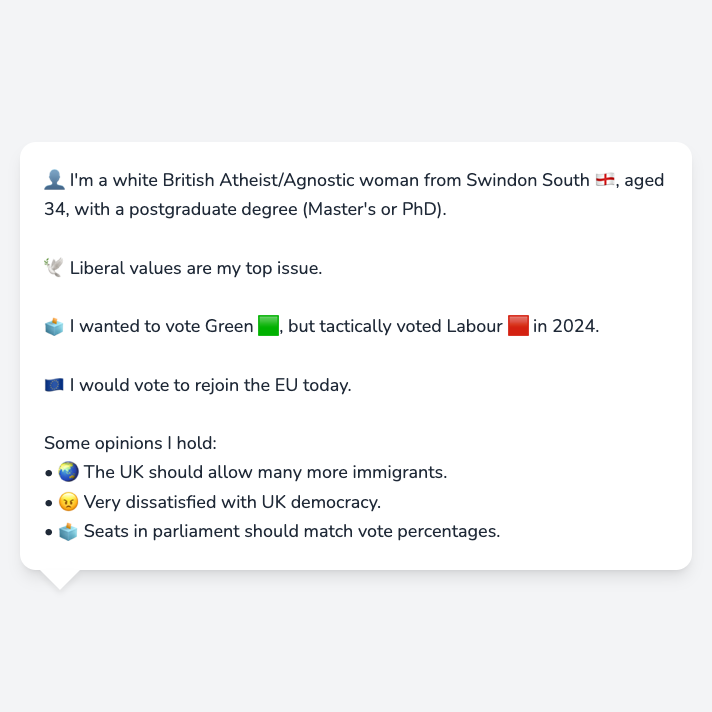 👤 I'm a white British Atheist/Agnostic woman from Swindon South 🏴󠁧󠁢󠁥󠁮󠁧󠁿, aged
34, with a postgraduate degree (Master's or PhD).
🕊️ Liberal values are my top issue.
🗳️ I wanted to vote Green 🟩, but tactically voted Labour 🟥 in 2024.
🇪🇺 I would vote to rejoin the EU today.
Some opinions I hold:
• 🌏 The UK should allow many more immigrants.
• 😠 Very dissatisfied with UK democracy.
• 🗳️ Seats in parliament should match vote percentages.